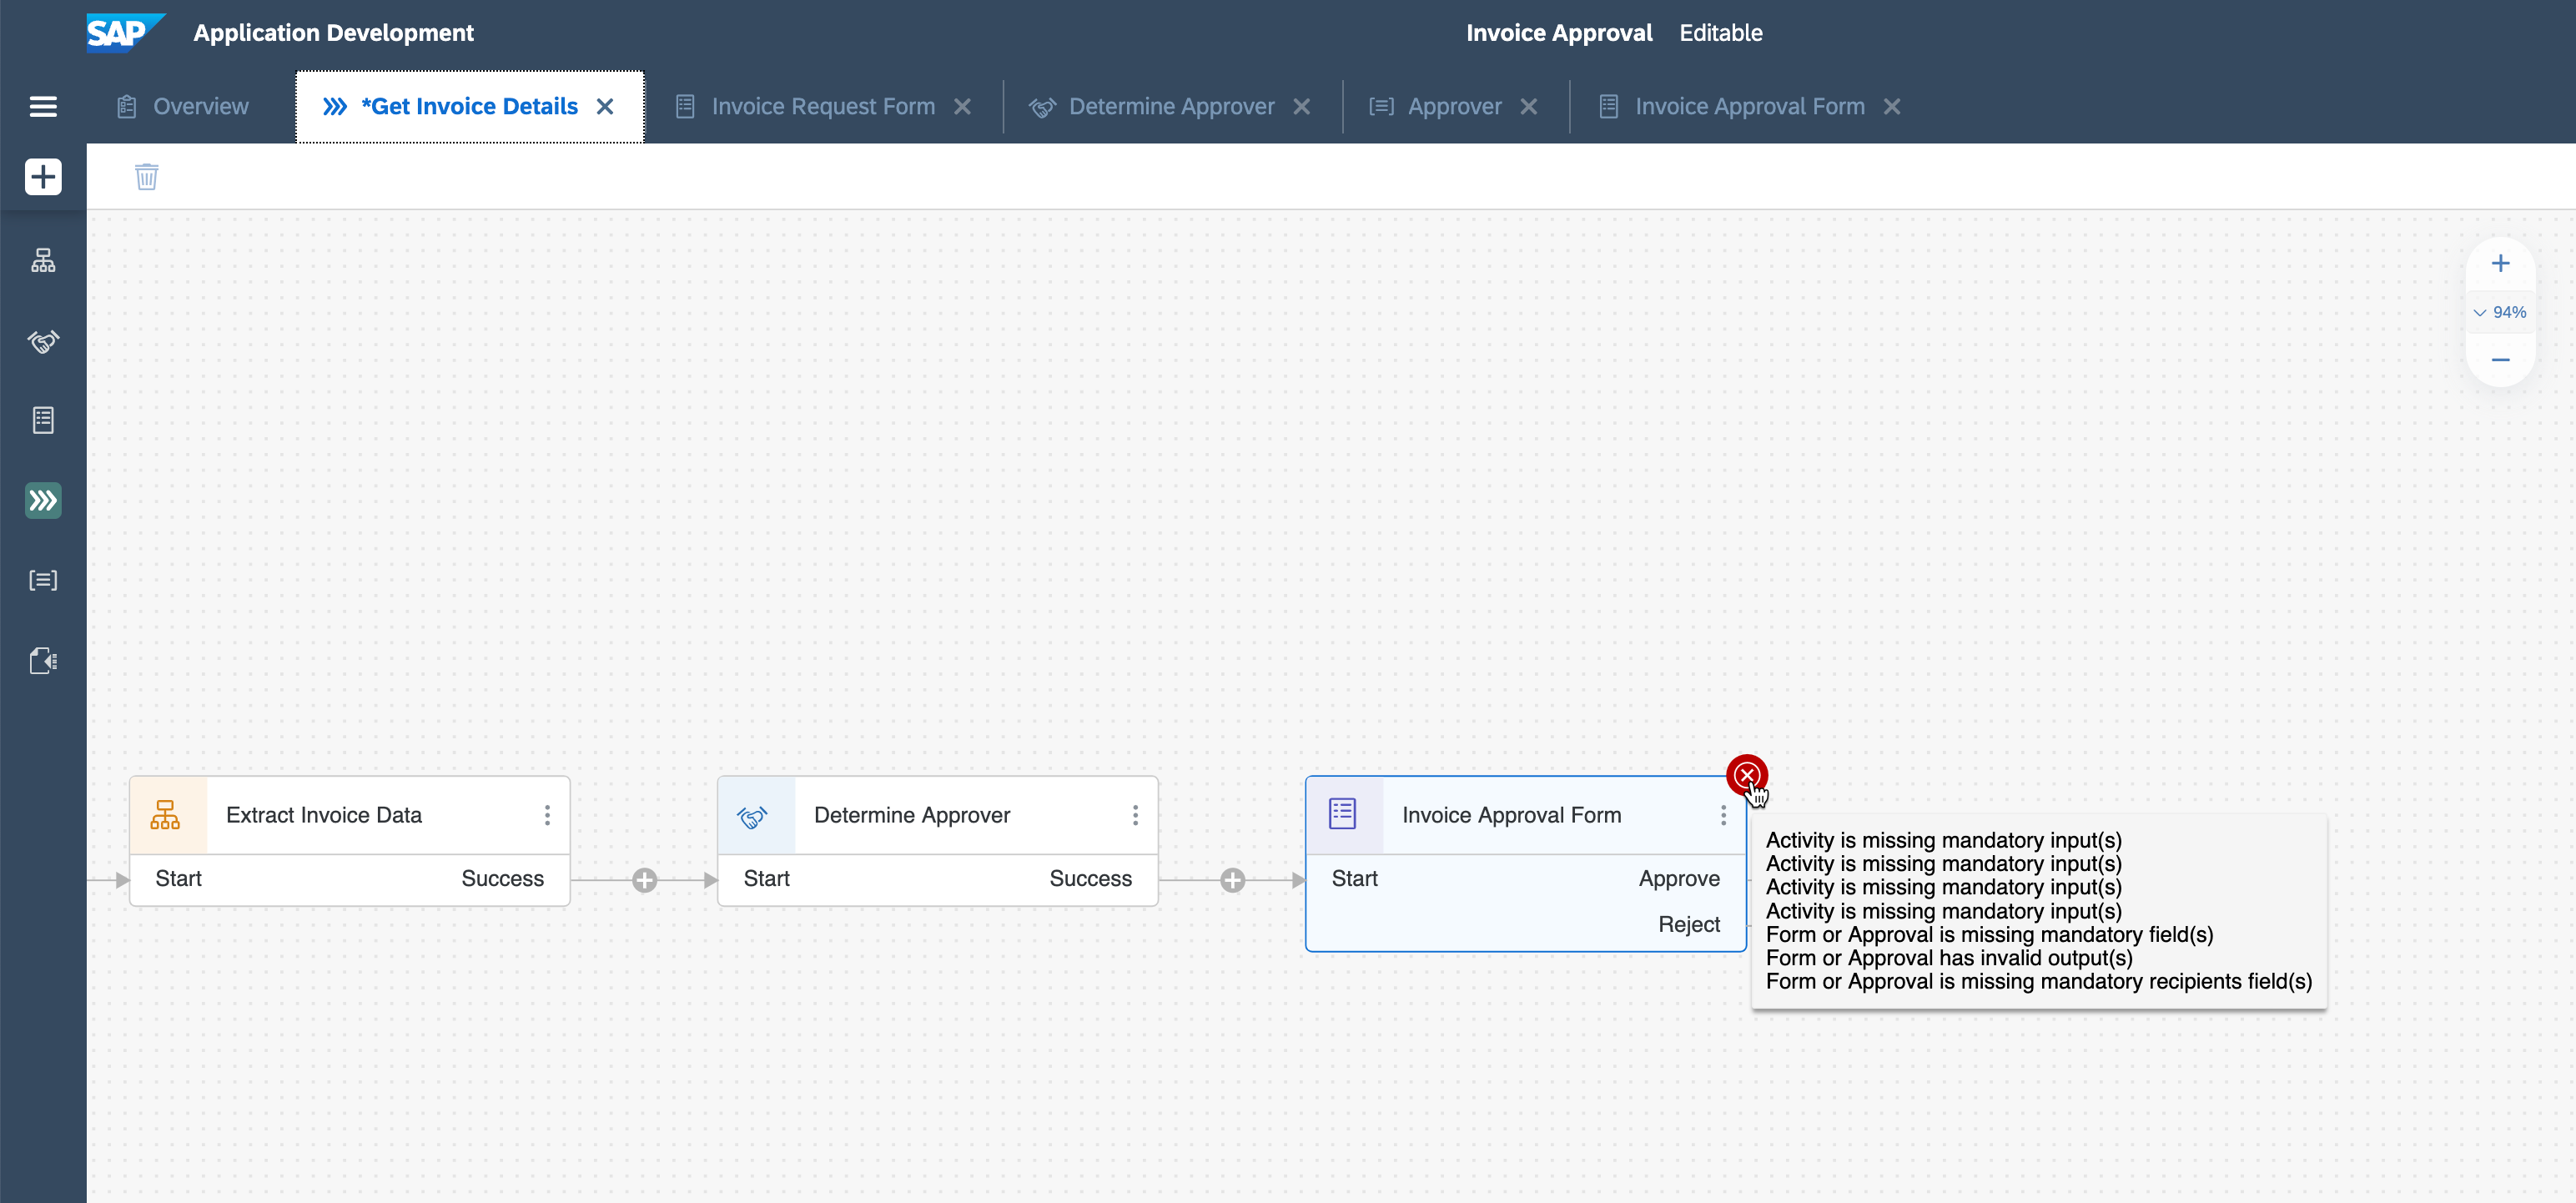 SAP Application Development
Invoice Approval Editable
Overview
*Get Invoice Details
Invoice Request Form
Determine Approver
Approver
Invoice Approval Form
94%
Extract Invoice Data
Start Success
Determine Approver
Start Success
Invoice Approval Form
Start Approve
Reject
Activity is missing mandatory input(s)
Activity is missing mandatory input(s)
Activity is missing mandatory input(s)
Activity is missing mandatory input(s)
Form or Approval is missing mandatory field(s)
Form or Approval has invalid output(s)
Form or Approval is missing mandatory recipients field(s)